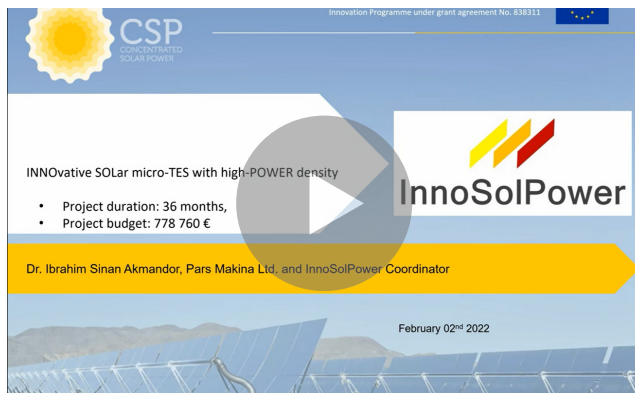 Innovation Programme under grant agreement No. 838311
CSP
CONCENTRATED
SOLAR POWER
INNOvative SOLar micro-TES with high-POWER density
• Project duration: 36 months,
• Project budget: 778 760 €
InnoSolPower
Dr. Ibrahim Sinan Akmandor, Pars Makina Ltd. and InnoSolPower Coordinator
February 02nd 2022